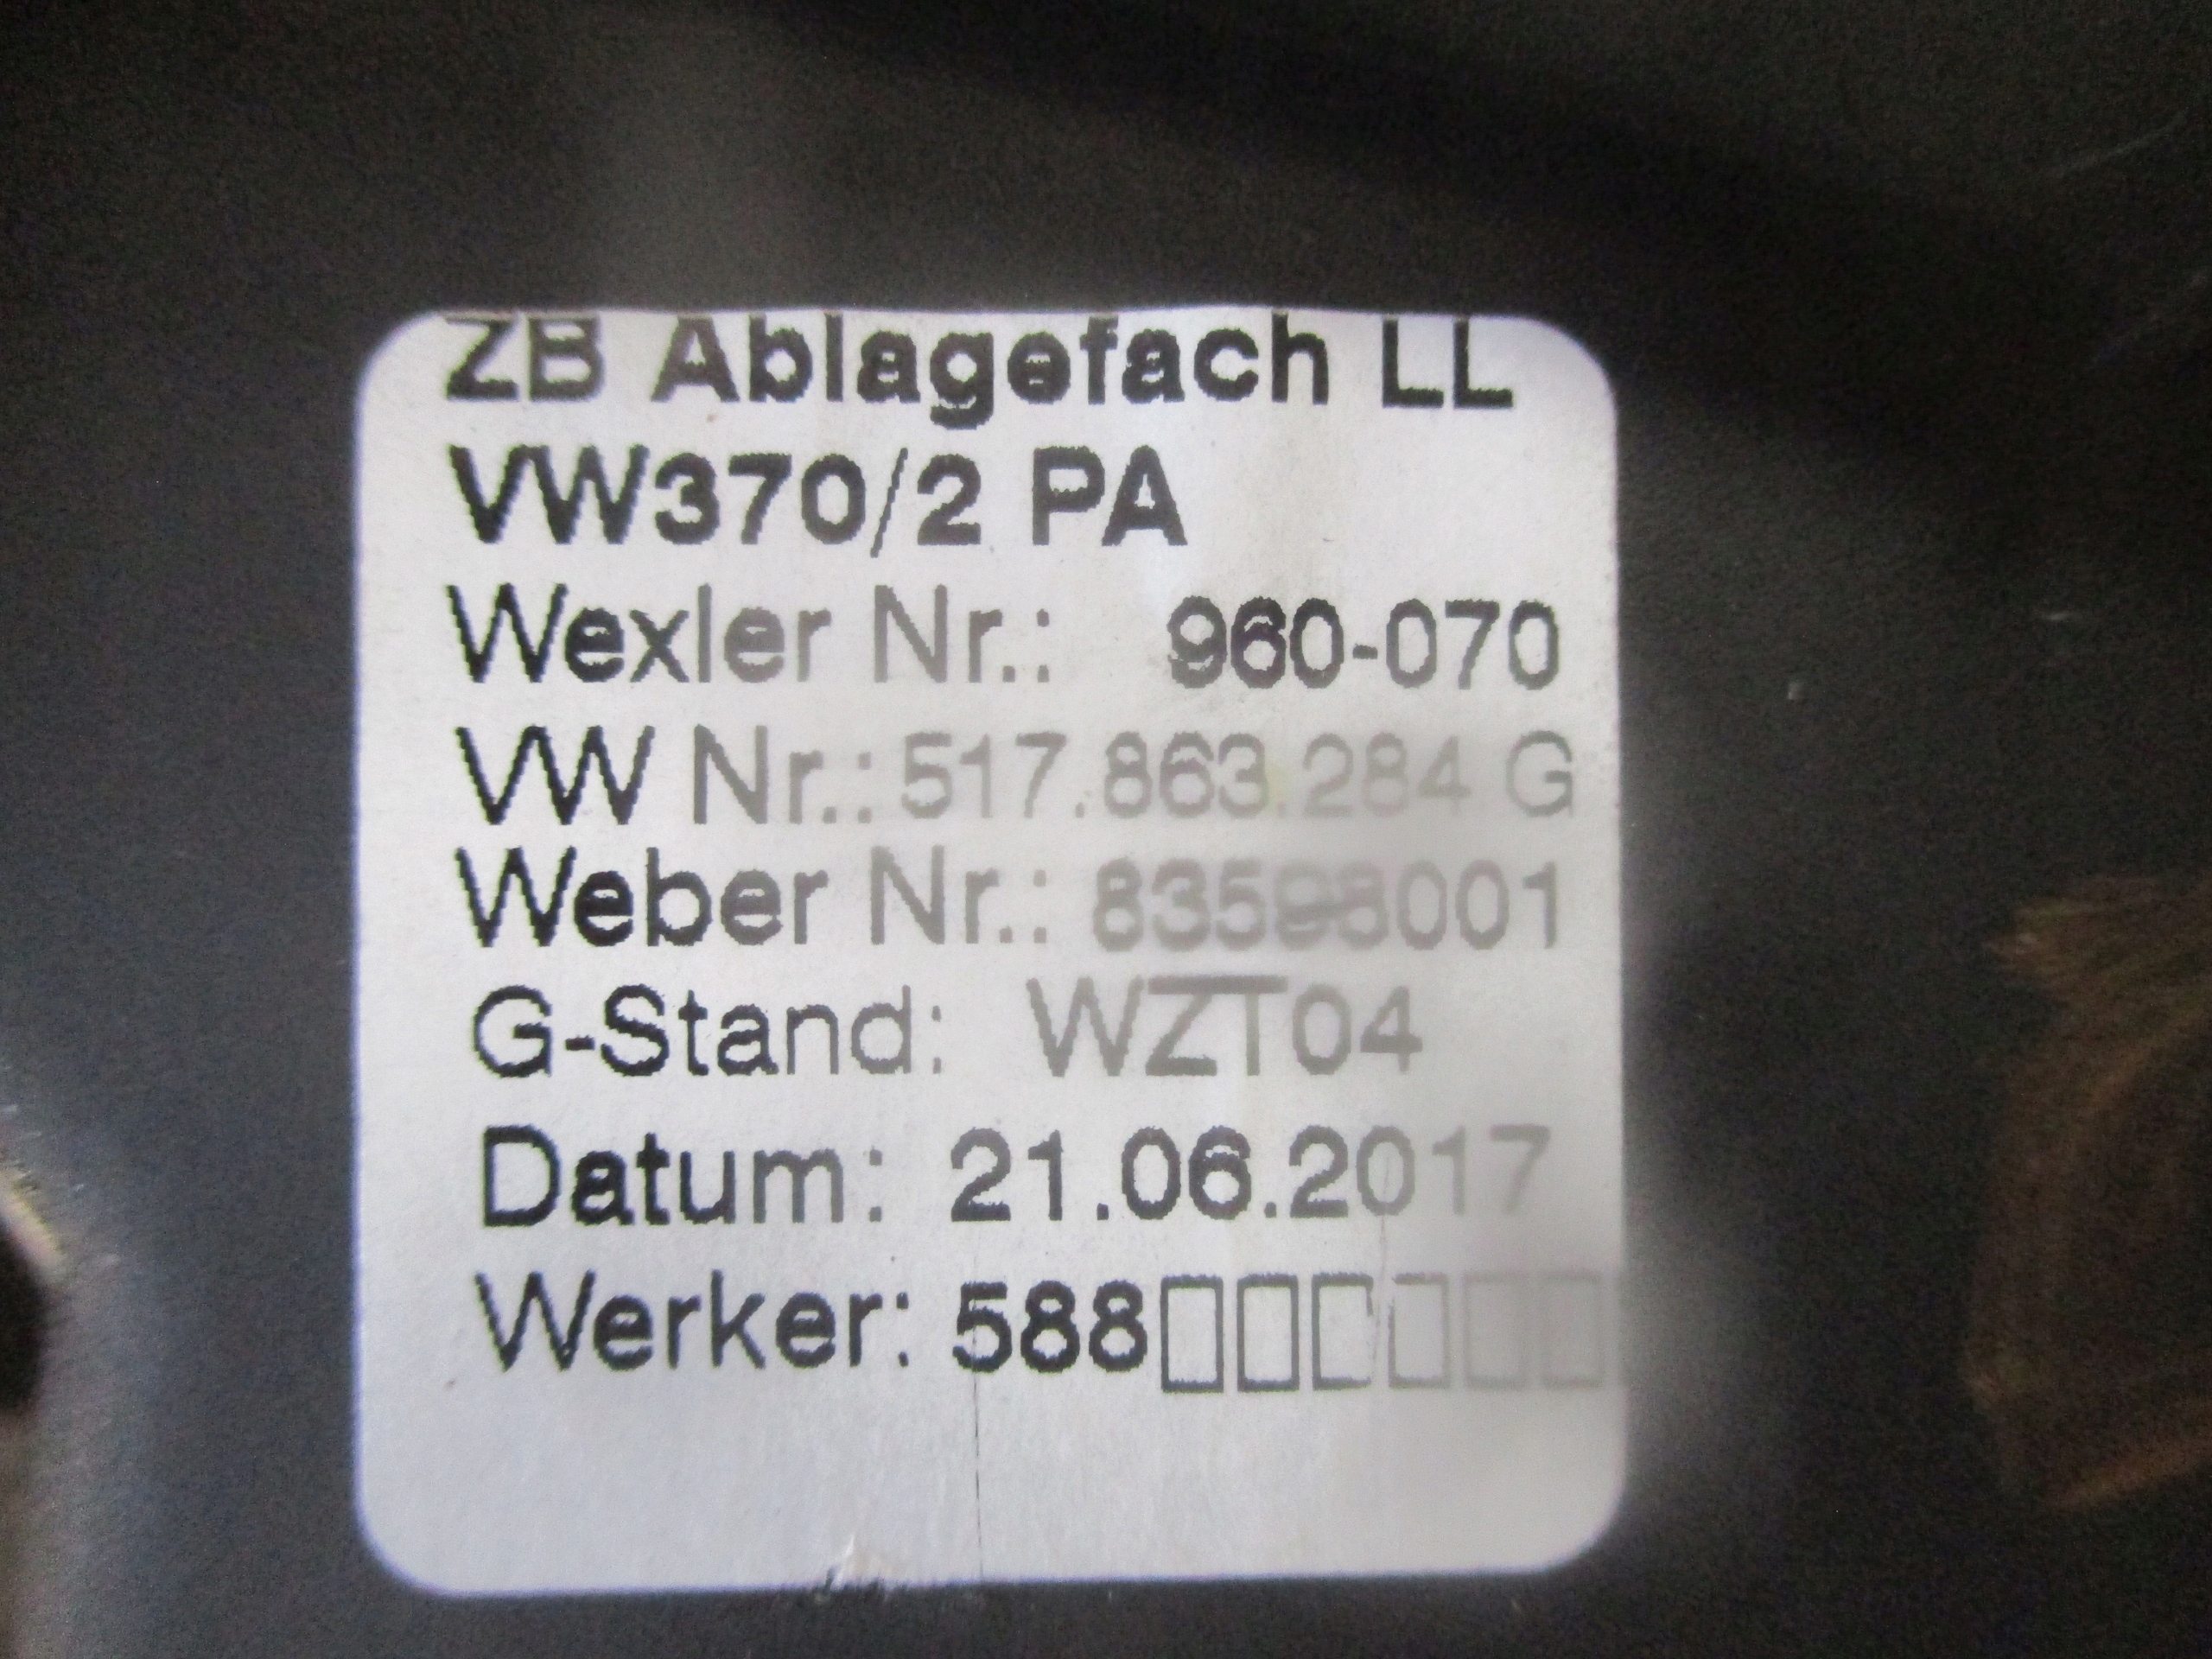 ZB Ablagefach LL
VW370/2 PA
Wexler Nr.: 960-070
VW Nr.: 517.863.284 G
Weber Nr.: 83598001
G-Stand: WZT04
Datum: 21.06.2017
Werker: 588□□□□□□